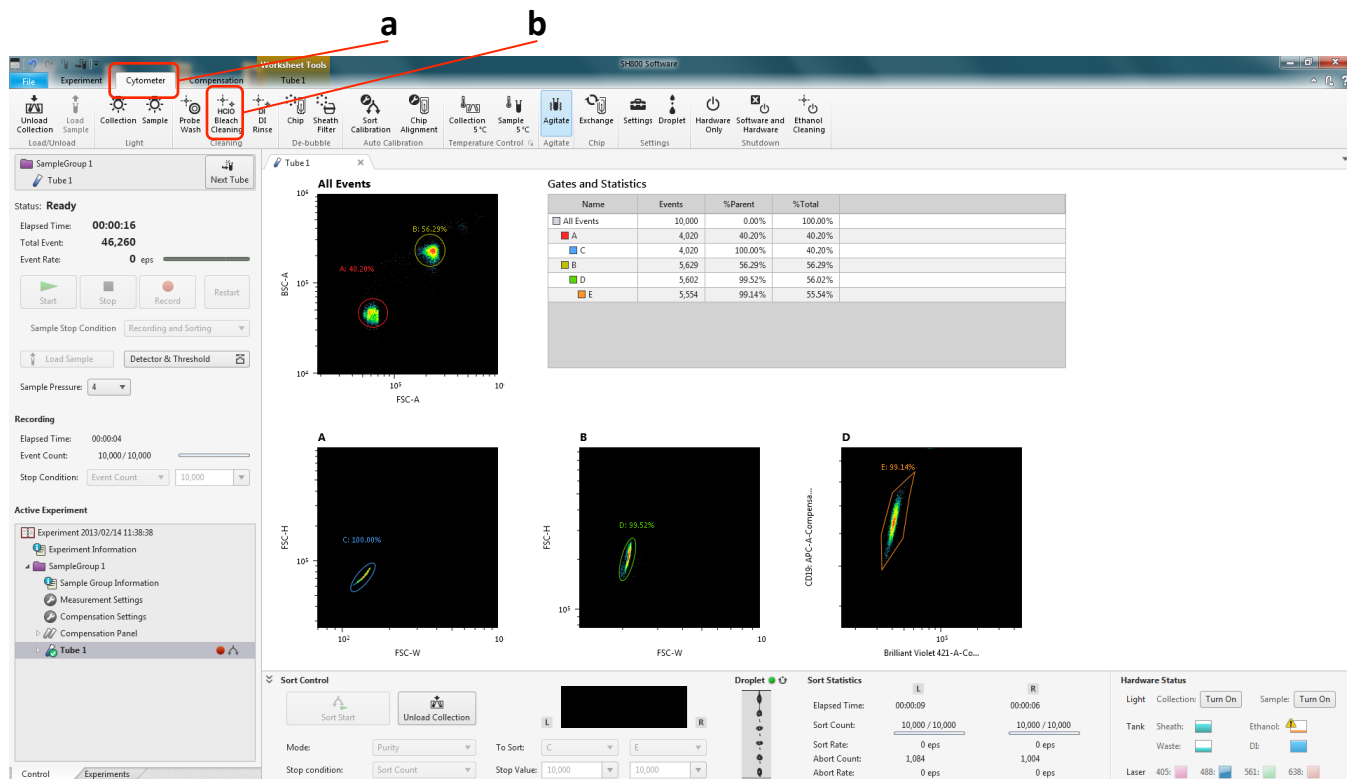 a
b
Worksheet Tools
SH800 Software
File
Experiment
Cytometer
Compensation
Tube 1
Unload Collection
Load Sample
Collection
Sample
Probe Wash
HClO
Bleach Cleaning
DI
DI Rinse
Chip
Sheath Filter
Sort Calibration
Chip Alignment
Collection 5 °C
Sample 5 °C
Agitate
Exchange
Settings
Droplet
Hardware Only
Software and Hardware
Ethanol Cleaning
Load/Unload
Light
Cleaning
De-bubble
Auto Calibration
Temperature Control
Agitate
Chip
Settings
Shutdown
SampleGroup 1
Tube 1
Next Tube
Status: Ready
Elapsed Time: 00:00:16
Total Event: 46,260
Event Rate: 0 eps
Start
Stop
Record
Restart
Sample Stop Condition Recording and Sorting
Load Sample
Detector & Threshold
Sample Pressure: 4
Recording
Elapsed Time: 00:00:04
Event Count: 10,000 / 10,000
Stop Condition: Event Count 10,000
Active Experiment
Experiment 2013/02/14 11:38:38
Experiment Information
SampleGroup 1
Sample Group Information
Measurement Settings
Compensation Settings
Compensation Panel
Tube 1
Control
Experiments
Tube 1
All Events
10⁶
B: 56.29%
A: 40.20%
BSC-A
10⁵
10⁴
10⁵
10
FSC-A
Gates and Statistics
Name Events %Parent %Total
All Events 10,000 0.00% 100.00%
A 4,020 40.20% 40.20%
C 4,020 100.00% 40.20%
B 5,629 56.29% 56.29%
D 5,602 99.52% 56.02%
E 5,554 99.14% 55.54%
A
FSC-H
C: 100.00%
10⁵
10²
10
FSC-W
B
FSC-H
D: 99.52%
10⁵
10
FSC-W
D
E: 99.14%
CD19: APC-A-Compensa...
10⁵
Brilliant Violet 421-A-Co...
Sort Control
Sort Start
Unload Collection
L
R
Mode: Purity
To Sort: C E
Stop condition: Sort Count
Stop Value: 10,000 10,000
Droplet
Sort Statistics
L R
Elapsed Time: 00:00:09 00:00:06
Sort Count: 10,000 / 10,000 10,000 / 10,000
Sort Rate: 0 eps 0 eps
Abort Count: 1,084 1,004
Abort Rate: 0 eps 0 eps
Hardware Status
Light Collection: Turn On Sample: Turn On
Tank Sheath: Ethanol:
Waste: DI:
Laser 405: 488: 561: 638: